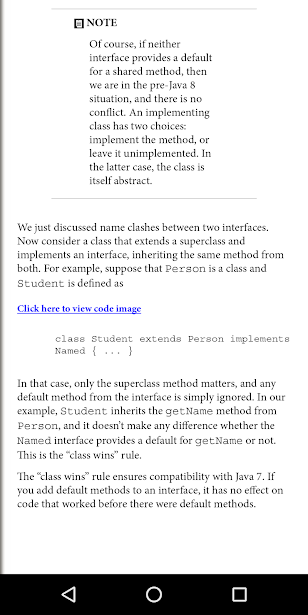 NOTE
Of course, if neither
interface provides a default
for a shared method, then
we are in the pre-Java 8
situation, and there is no
conflict. An implementing
class has two choices:
implement the method, or
leave it unimplemented. In
the latter case, the class is
itself abstract.
We just discussed name clashes between two interfaces.
Now consider a class that extends a superclass and
implements an interface, inheriting the same method from
both. For example, suppose that Person is a class and
Student is defined as
Click here to view code image
class Student extends Person implements
Named { ... }
In that case, only the superclass method matters, and any
default method from the interface is simply ignored. In our
example, Student inherits the getName method from
Person, and it doesn't make any difference whether the
Named interface provides a default for getName or not.
This is the “class wins” rule.
The “class wins” rule ensures compatibility with Java 7. If
you add default methods to an interface, it has no effect on
code that worked before there were default methods.